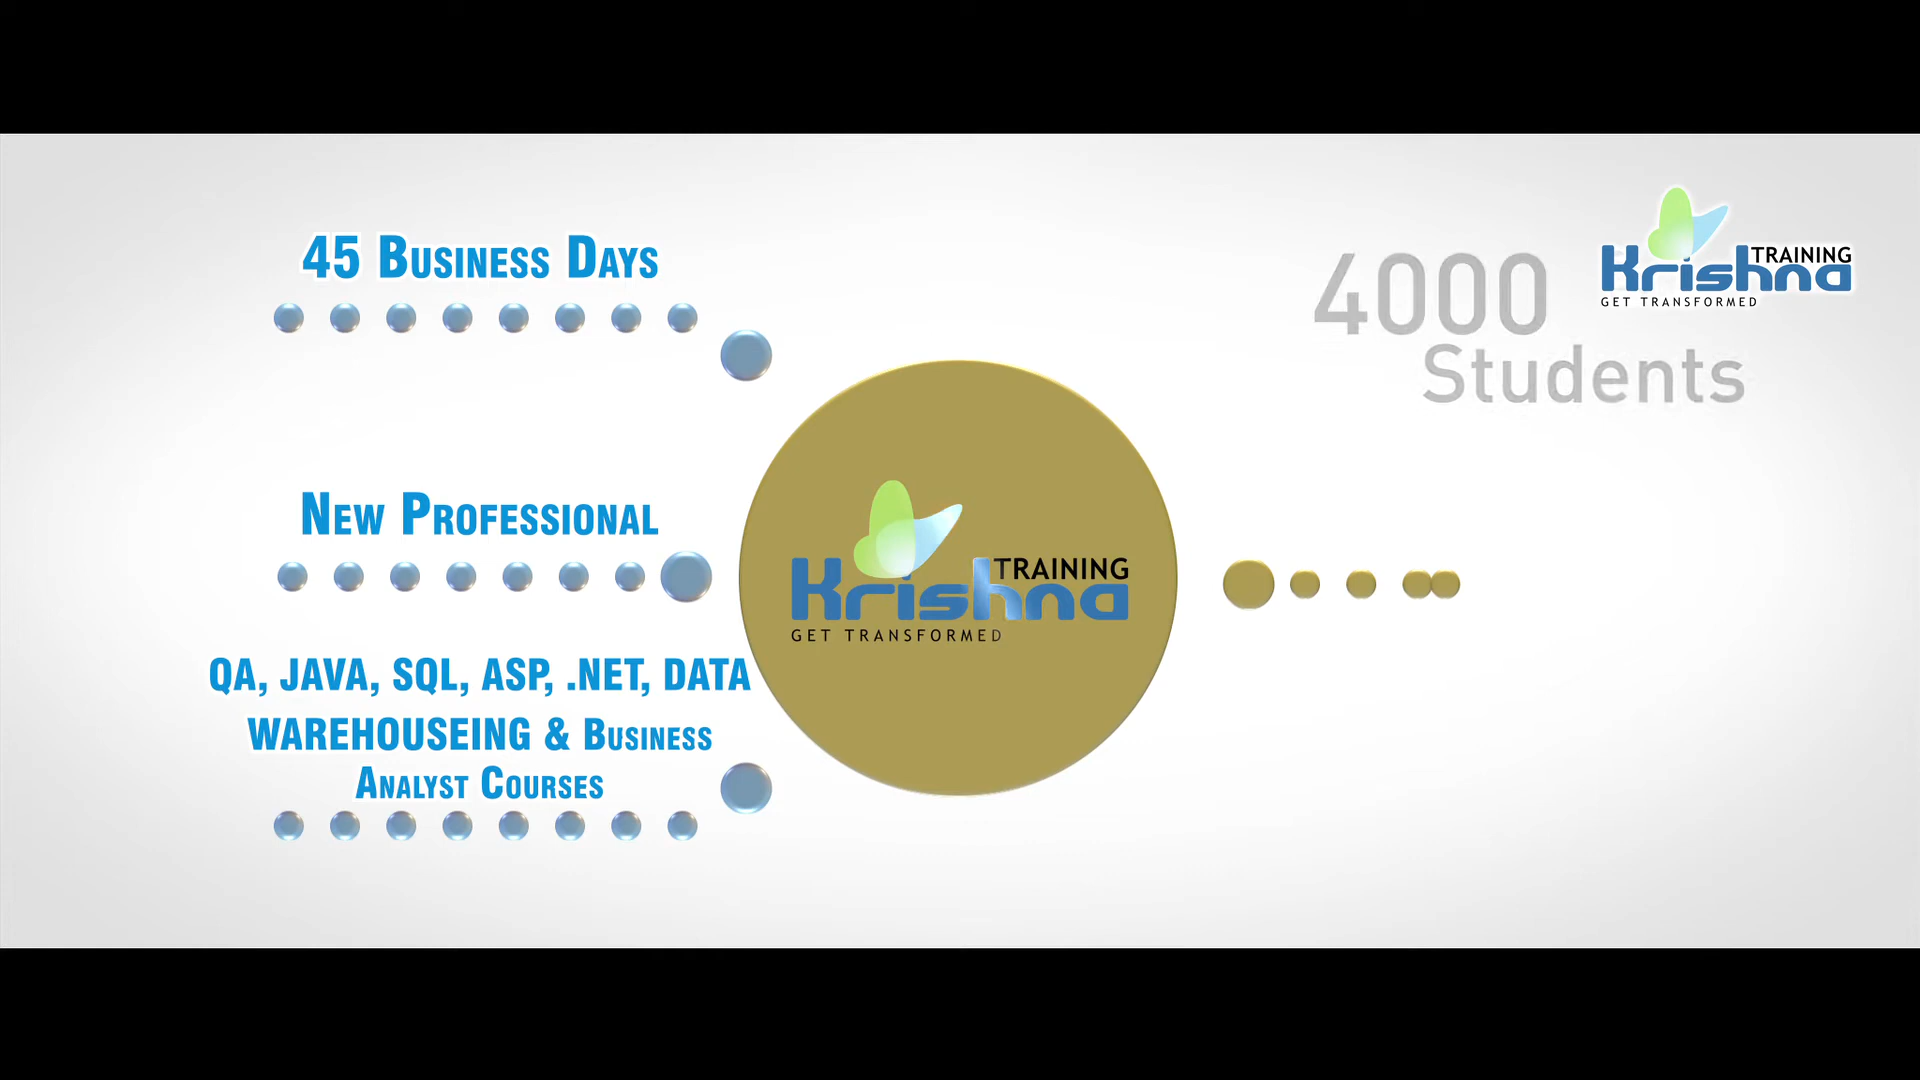 45 BUSINESS DAYS
NEW PROFESSIONAL
QA, JAVA, SQL, ASP, .NET, DATA
WAREHOUSEING & BUSINESS
ANALYST COURSES
TRAINING
Krishna
GET TRANSFORMED
4000
Students
TRAINING
Krishna
GET TRANSFORMED